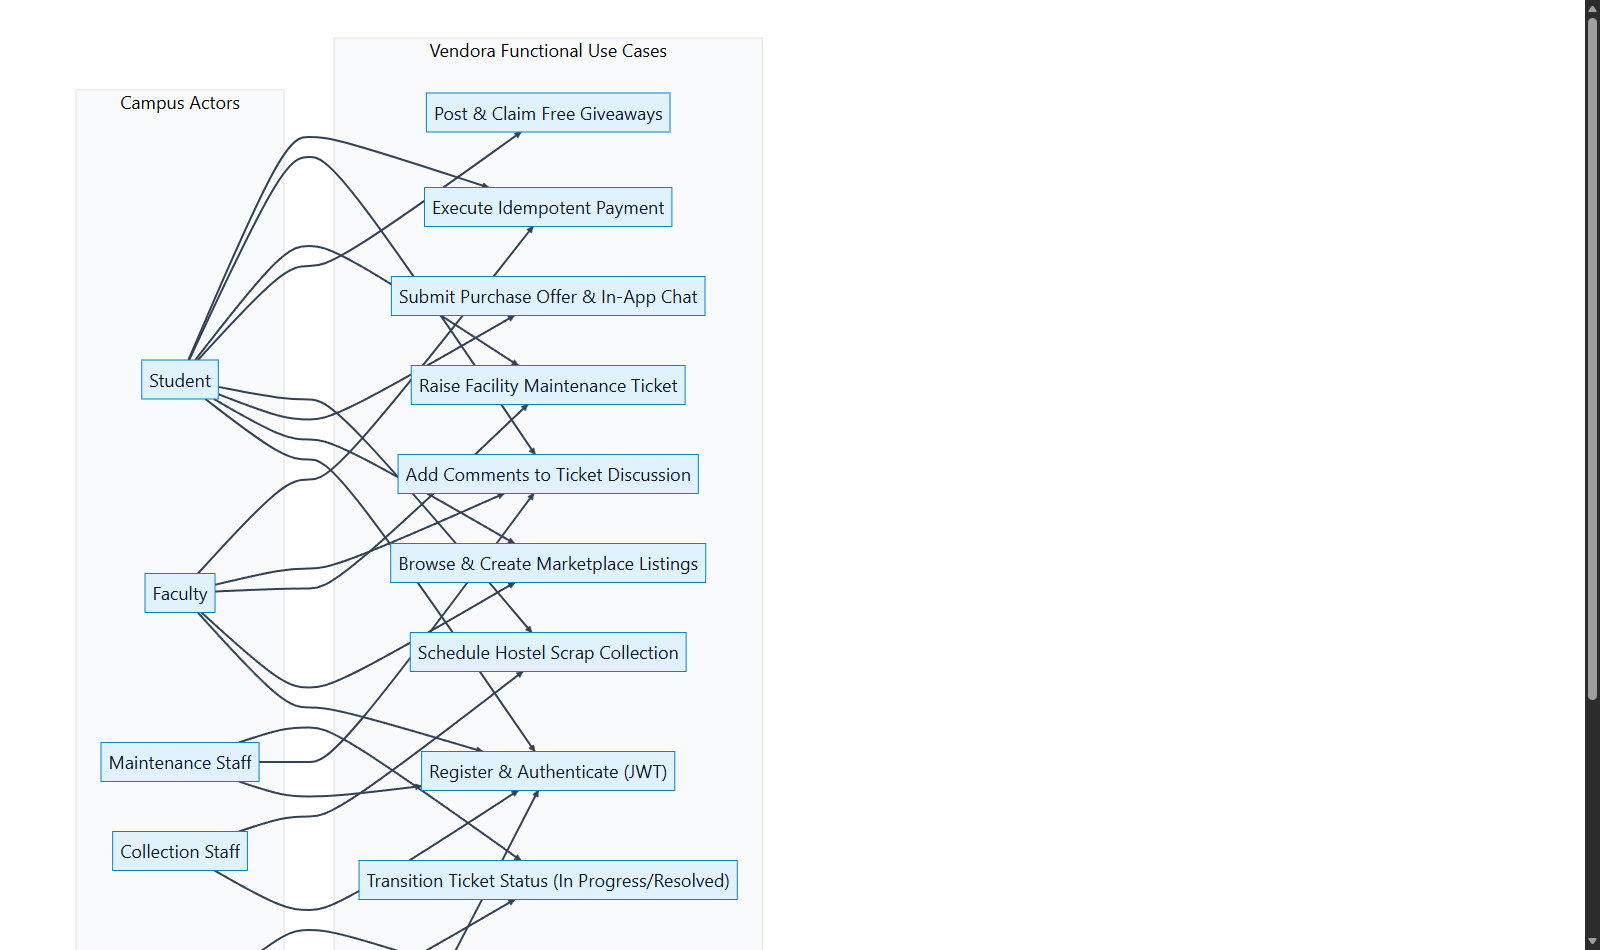 Vendora Functional Use Cases
Campus Actors
Post & Claim Free Giveaways
Execute Idempotent Payment
Submit Purchase Offer & In-App Chat
Student
Raise Facility Maintenance Ticket
Add Comments to Ticket Discussion
Browse & Create Marketplace Listings
Faculty
Schedule Hostel Scrap Collection
Maintenance Staff
Register & Authenticate (JWT)
Collection Staff
Transition Ticket Status (In Progress/Resolved)